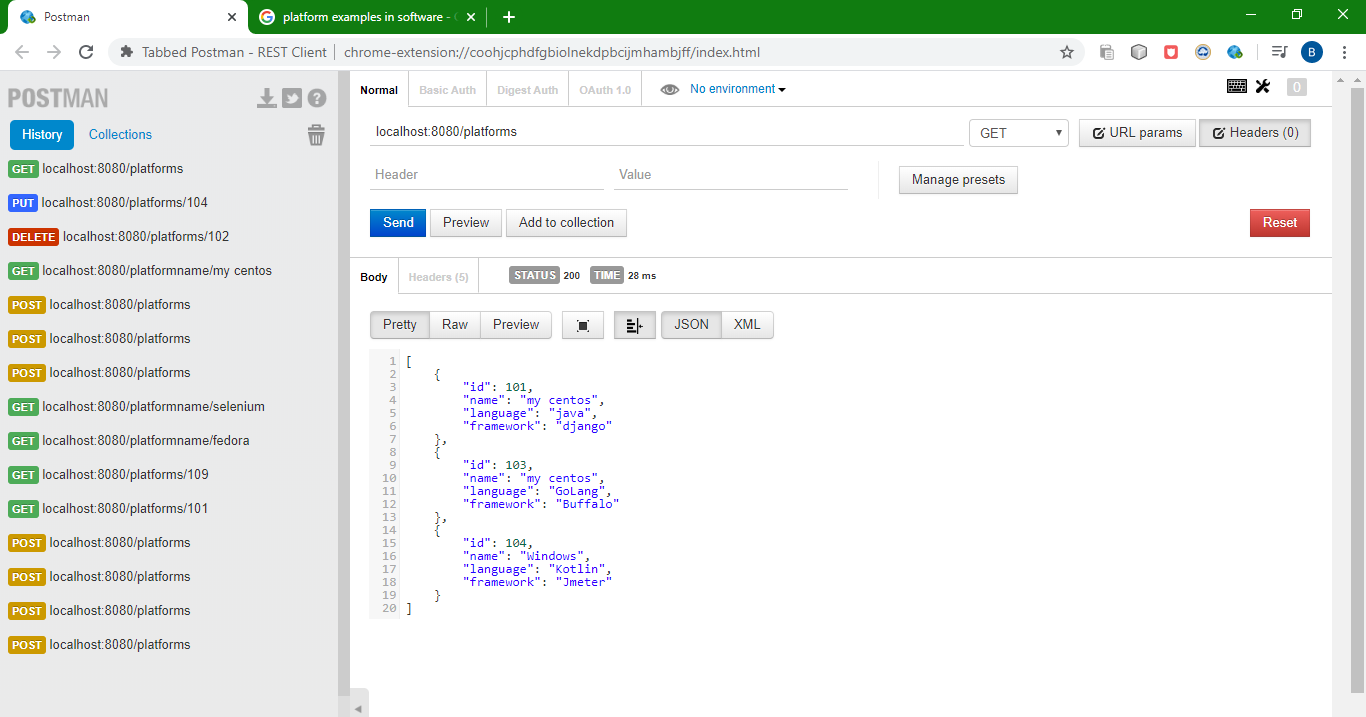 Postman
platform examples in software -
Tabbed Postman - REST Client | chrome-extension://coohjcphdfgbiolnekdpbcijmhambjff/index.html
B
POSTMAN
History Collections
GET localhost:8080/platforms
PUT localhost:8080/platforms/104
DELETE localhost:8080/platforms/102
GET localhost:8080/platformname/my centos
POST localhost:8080/platforms
POST localhost:8080/platforms
POST localhost:8080/platforms
GET localhost:8080/platformname/selenium
GET localhost:8080/platformname/fedora
GET localhost:8080/platforms/109
GET localhost:8080/platforms/101
POST localhost:8080/platforms
POST localhost:8080/platforms
POST localhost:8080/platforms
POST localhost:8080/platforms
Normal Basic Auth Digest Auth OAuth 1.0 No environment 0
localhost:8080/platforms GET URL params Headers (0)
Header Value Manage presets
Send Preview Add to collection Reset
Body Headers (5) STATUS 200 TIME 28 ms
Pretty Raw Preview JSON XML
1 [
2 {
3 "id": 101,
4 "name": "my centos",
5 "language": "java",
6 "framework": "django"
7 },
8 {
9 "id": 103,
10 "name": "my centos",
11 "language": "GoLang",
12 "framework": "Buffalo"
13 },
14 {
15 "id": 104,
16 "name": "Windows",
17 "language": "Kotlin",
18 "framework": "Jmeter"
19 }
20 ]